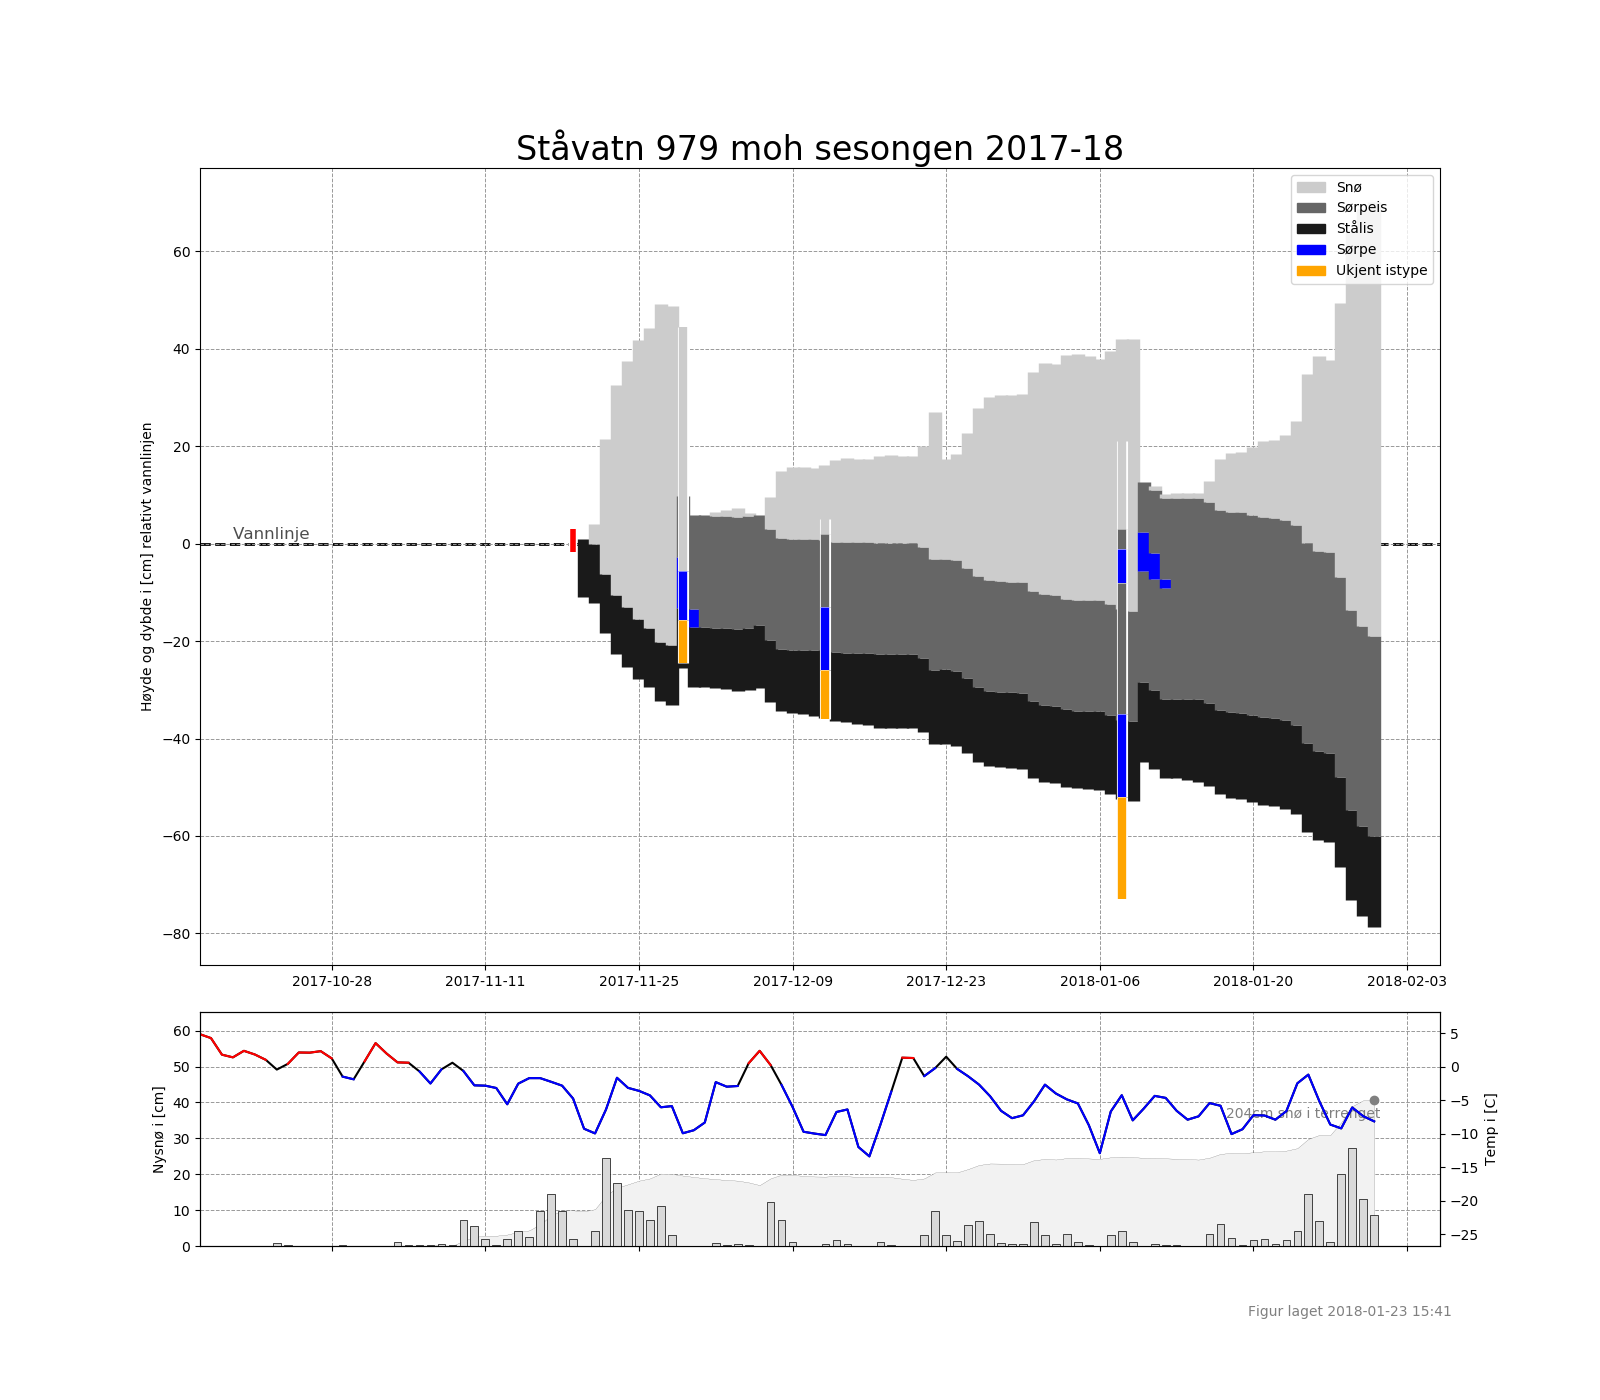 Ståvatn 979 moh sesongen 2017-18
Snø
Sørpeis
Stålis
Sørpe
Ukjent istype
Høyde og dybde i [cm] relativt vannlinjen
60
40
20
0
−20
−40
−60
−80
Vannlinje
2017-10-28 2017-11-11 2017-11-25 2017-12-09 2017-12-23 2018-01-06 2018-01-20 2018-02-03
Nysnø i [cm]
60
50
40
30
20
10
0
204cm snø i terrenget
5
0
−5
−10
−15
−20
−25
Temp i [C]
Figur laget 2018-01-23 15:41